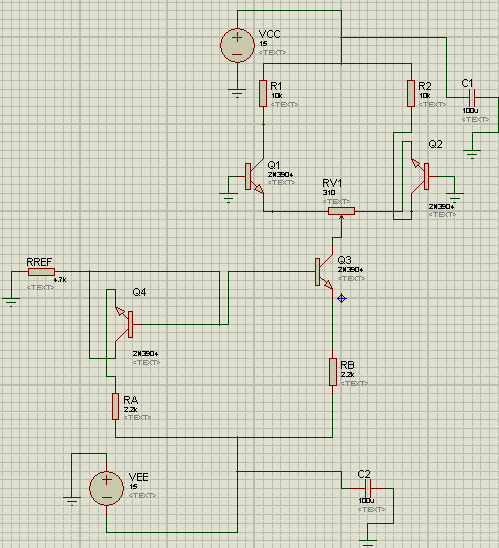 VCC
15
<TEXT>
R1
10k
<TEXT>
R2
10k
<TEXT>
C1
100u
<TEXT>
Q1
2N3904
<TEXT>
Q2
2N3904
<TEXT>
RV1
310
<TEXT>
RREF
4.7k
<TEXT>
Q3
2N3904
<TEXT>
Q4
2N3904
<TEXT>
RB
2.2k
<TEXT>
RA
2.2k
<TEXT>
VEE
15
<TEXT>
C2
100u
<TEXT>